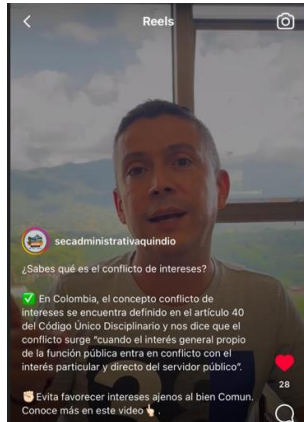 Reels
secadministrativaquindio
¿Sabes qué es el conflicto de intereses?
✅ En Colombia, el concepto conflicto de
intereses se encuentra definido en el artículo 40
del Código Único Disciplinario y nos dice que el
conflicto surge “cuando el interés general propio
de la función pública entra en conflicto con el
interés particular y directo del servidor público”.
28
✊🏻Evita favorecer intereses ajenos al bien Comun.
Conoce más en este video👆🏻.